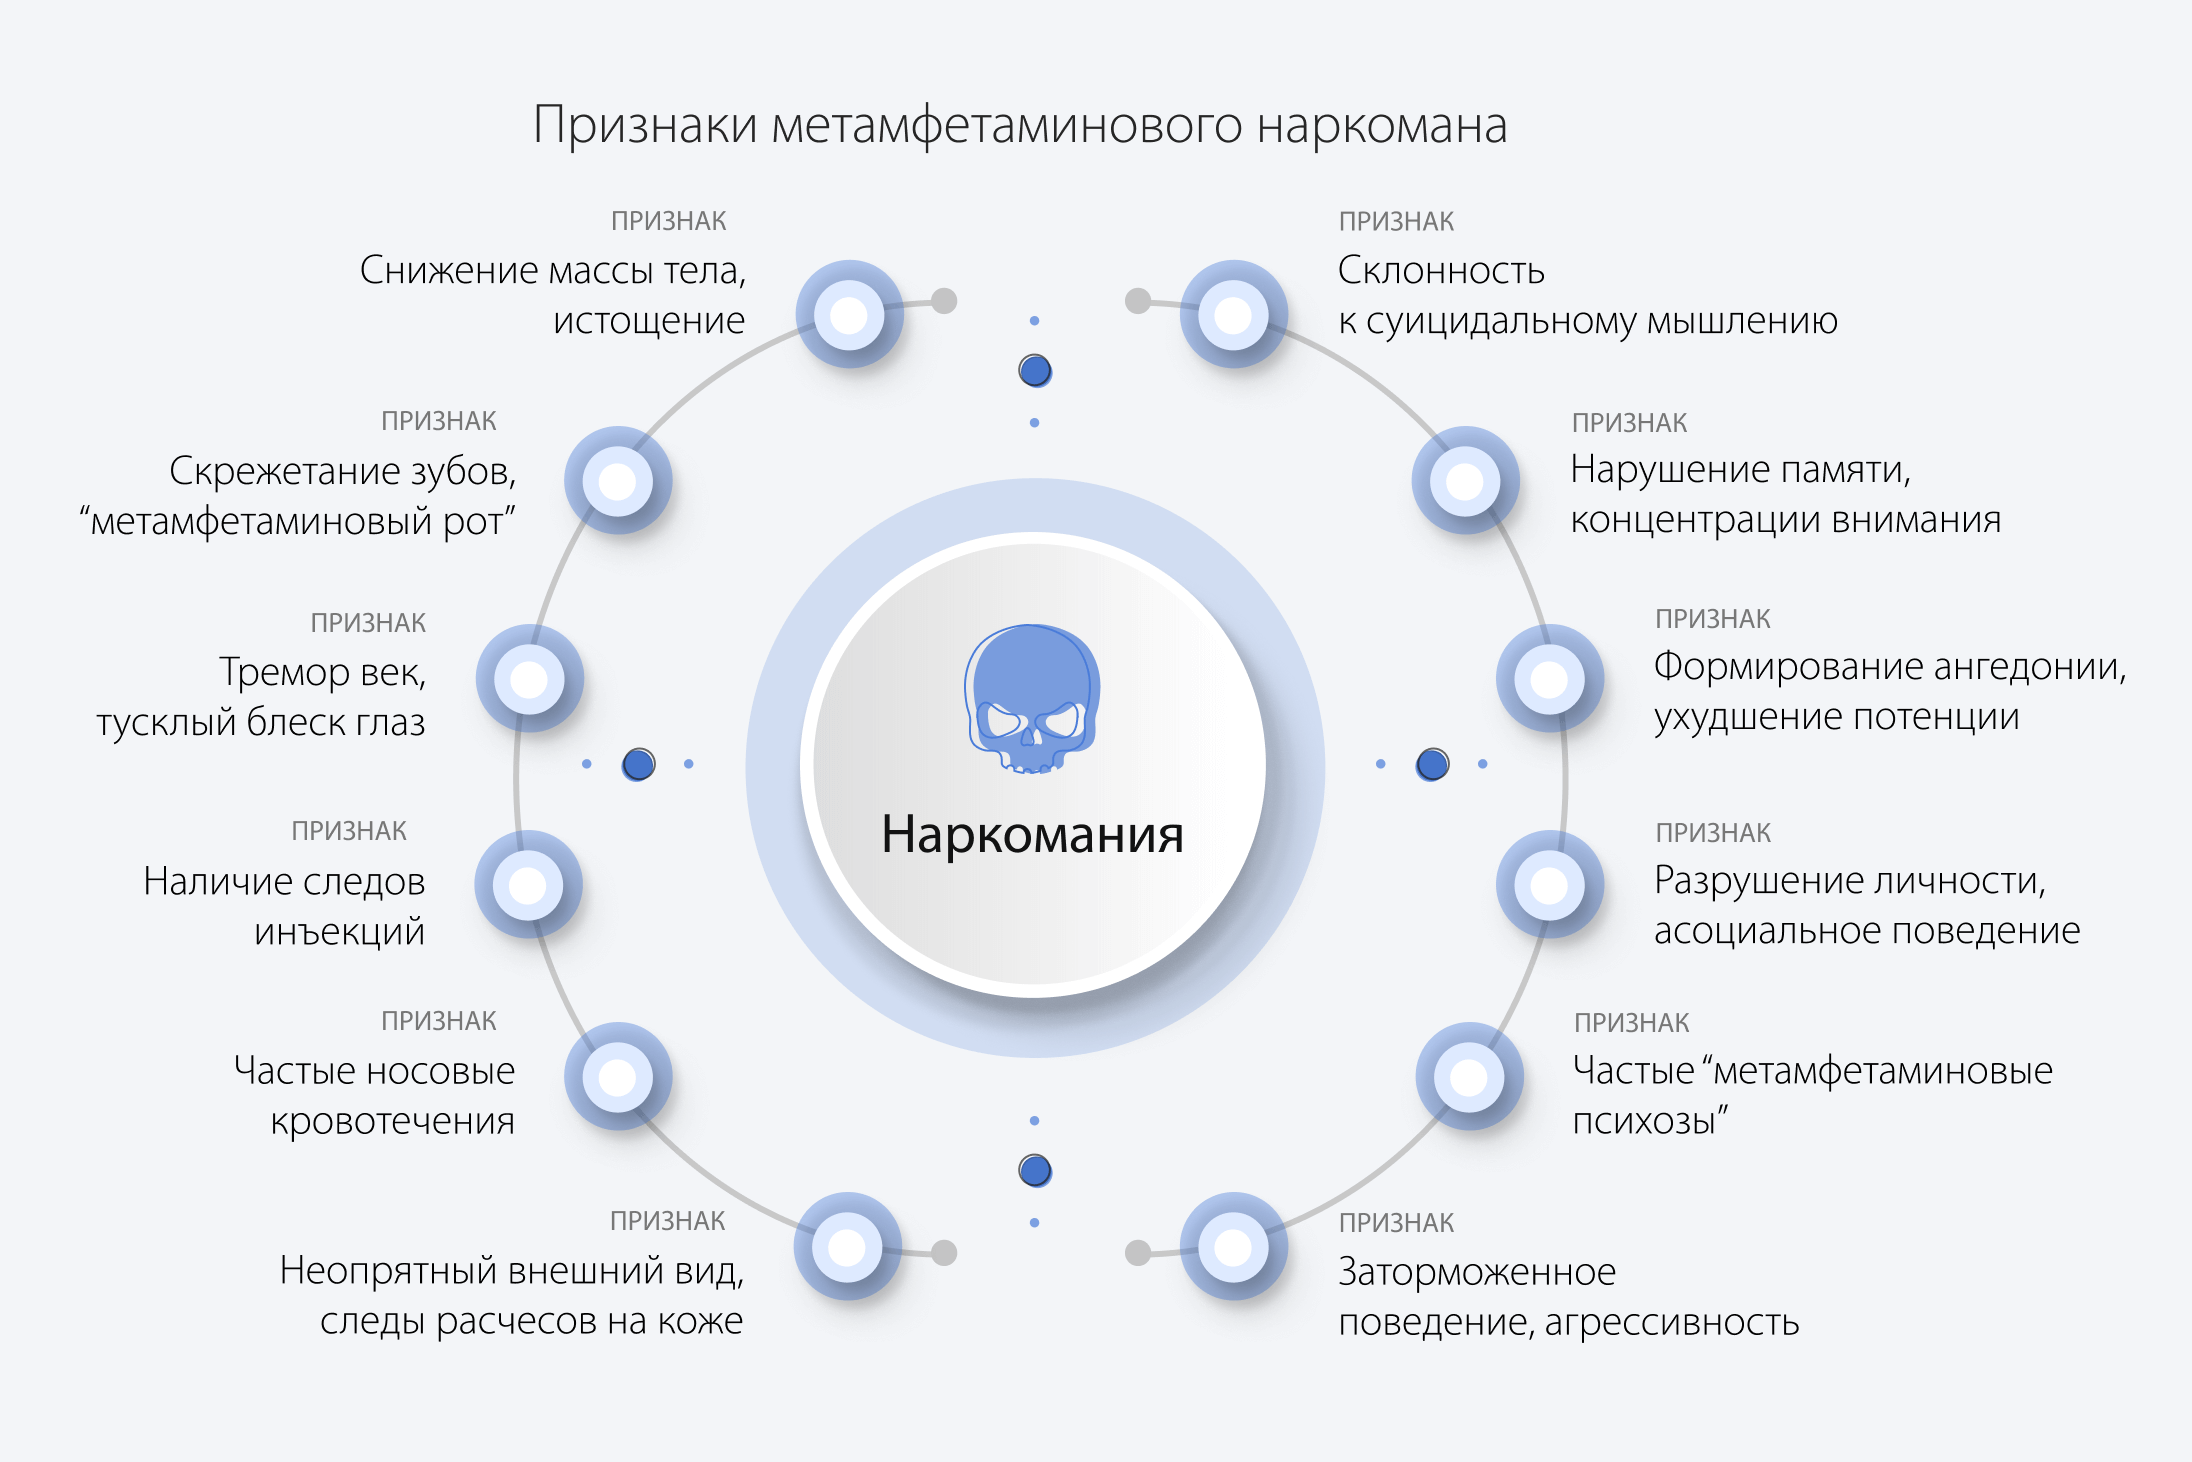 Признаки метамфетаминового наркомана
ПРИЗНАК
Снижение массы тела,
истощение
ПРИЗНАК
Скрежетание зубов,
“метамфетаминовый рот”
ПРИЗНАК
Тремор век,
тусклый блеск глаз
ПРИЗНАК
Наличие следов
инъекций
ПРИЗНАК
Частые носовые
кровотечения
ПРИЗНАК
Неопрятный внешний вид,
следы расчесов на коже
Наркомания
ПРИЗНАК
Склонность
к суицидальному мышлению
ПРИЗНАК
Нарушение памяти,
концентрации внимания
ПРИЗНАК
Формирование ангедонии,
ухудшение потенции
ПРИЗНАК
Разрушение личности,
асоциальное поведение
ПРИЗНАК
Частые “метамфетаминовые
психозы”
ПРИЗНАК
Заторможенное
поведение, агрессивность